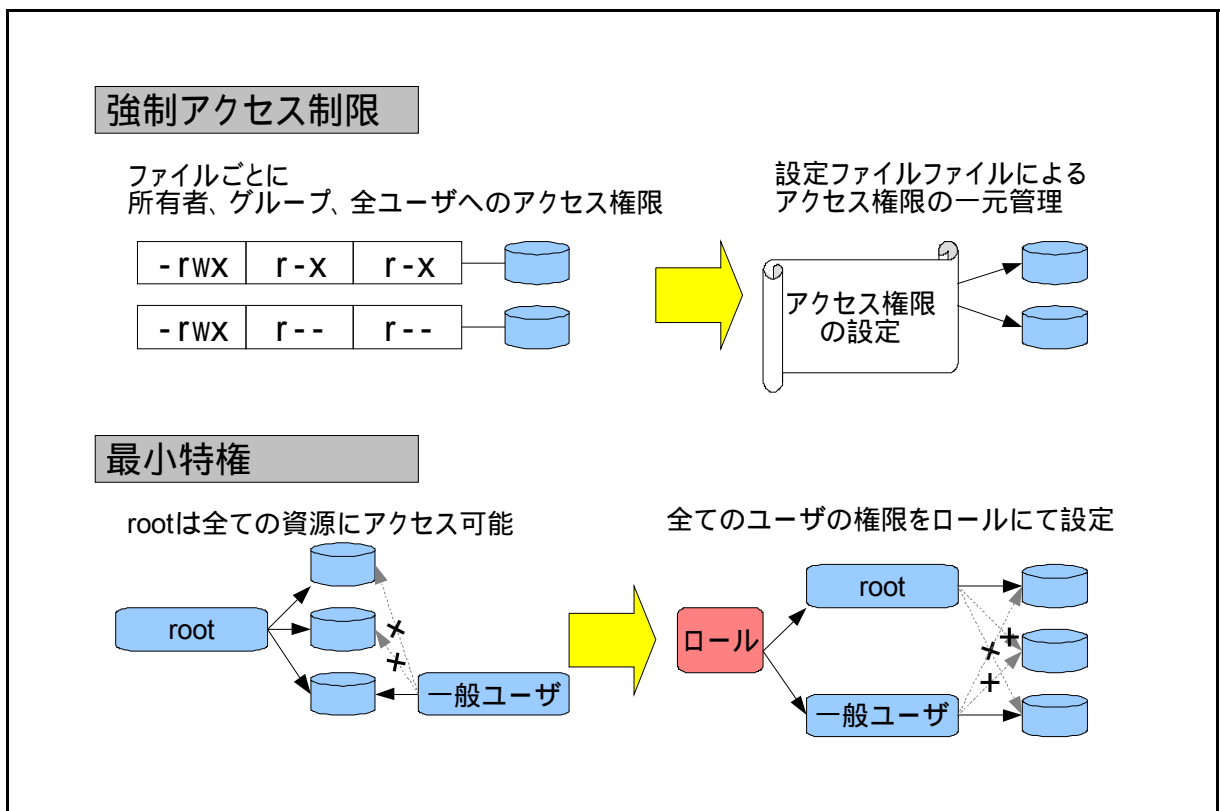 強制アクセス制限
ファイルごとに
所有者、グループ、全ユーザへのアクセス権限
-rwx r-x r-x
-rwx r-- r--
設定ファイルファイルによる
アクセス権限の一元管理
アクセス権限
の設定
最小特権
rootは全ての資源にアクセス可能
root
一般ユーザ
全てのユーザの権限をロールにて設定
ロール
root
一般ユーザ